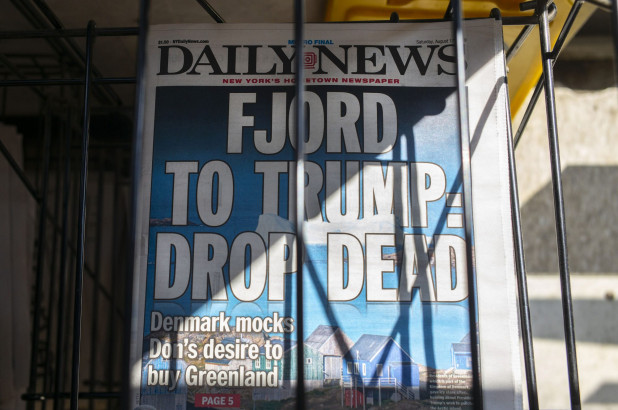 DAILY NEWS
NEW YORK'S HOMETOWN NEWSPAPER
FJORD
TO TRUMP:
DROP DEAD
Denmark mocks
Don's desire to
buy Greenland
PAGE 5